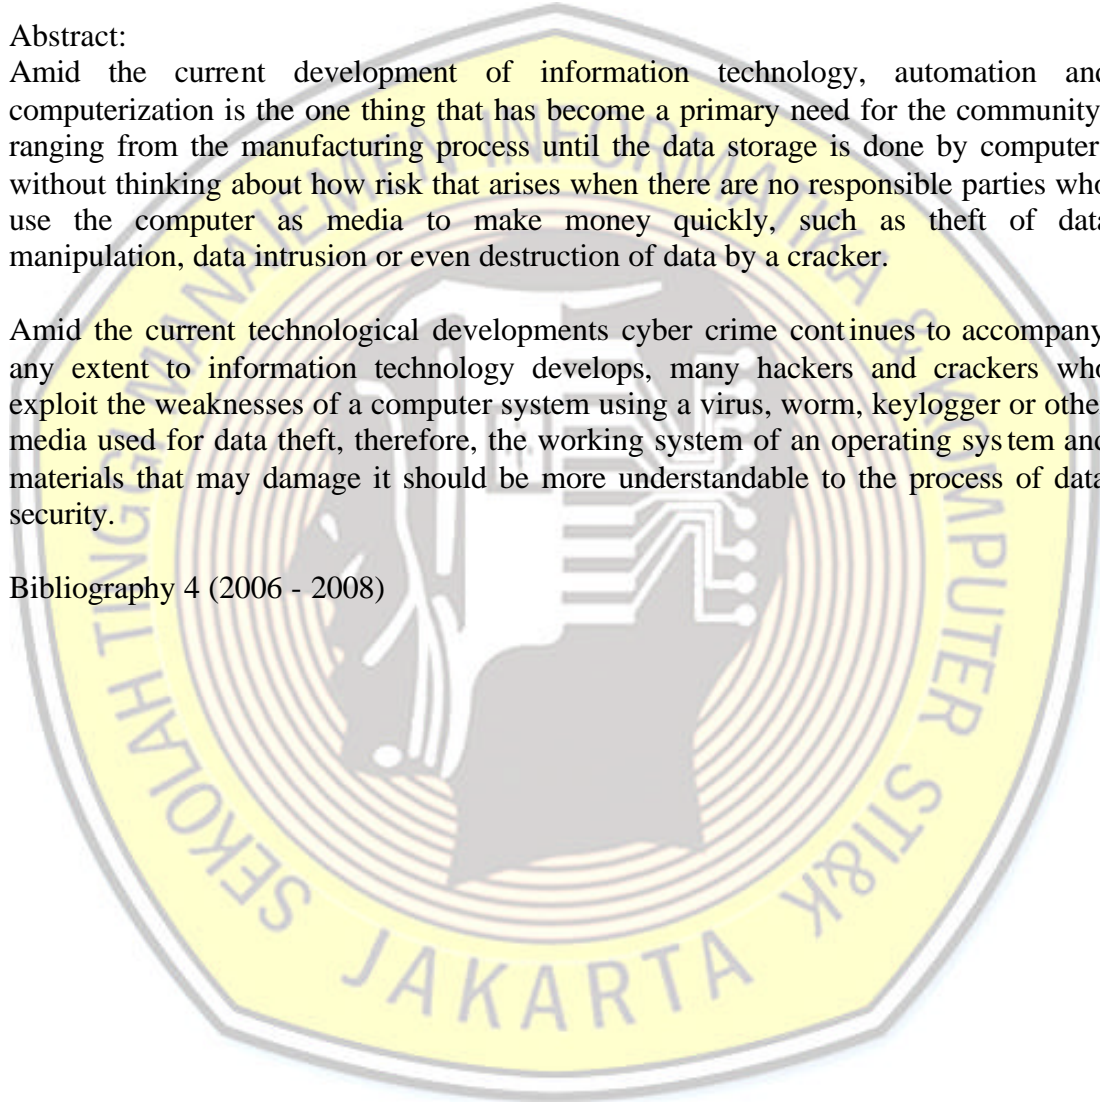 Abstract:
Amid the current development of information technology, automation and
computerization is the one thing that has become a primary need for the community
ranging from the manufacturing process until the data storage is done by computer
without thinking about how risk that arises when there are no responsible parties who
use the computer as media to make money quickly, such as theft of data
manipulation, data intrusion or even destruction of data by a cracker.
Amid the current technological developments cyber crime continues to accompany
any extent to information technology develops, many hackers and crackers who
exploit the weaknesses of a computer system using a virus, worm, keylogger or othe
media used for data theft, therefore, the working system of an operating system and
materials that may damage it should be more understandable to the process of data
security.
Bibliography 4 (2006 - 2008)
SEKOLAH TINGGI MANAJEMEN INFORMATIKA & KOMPUTER STI&K
JAKARTA